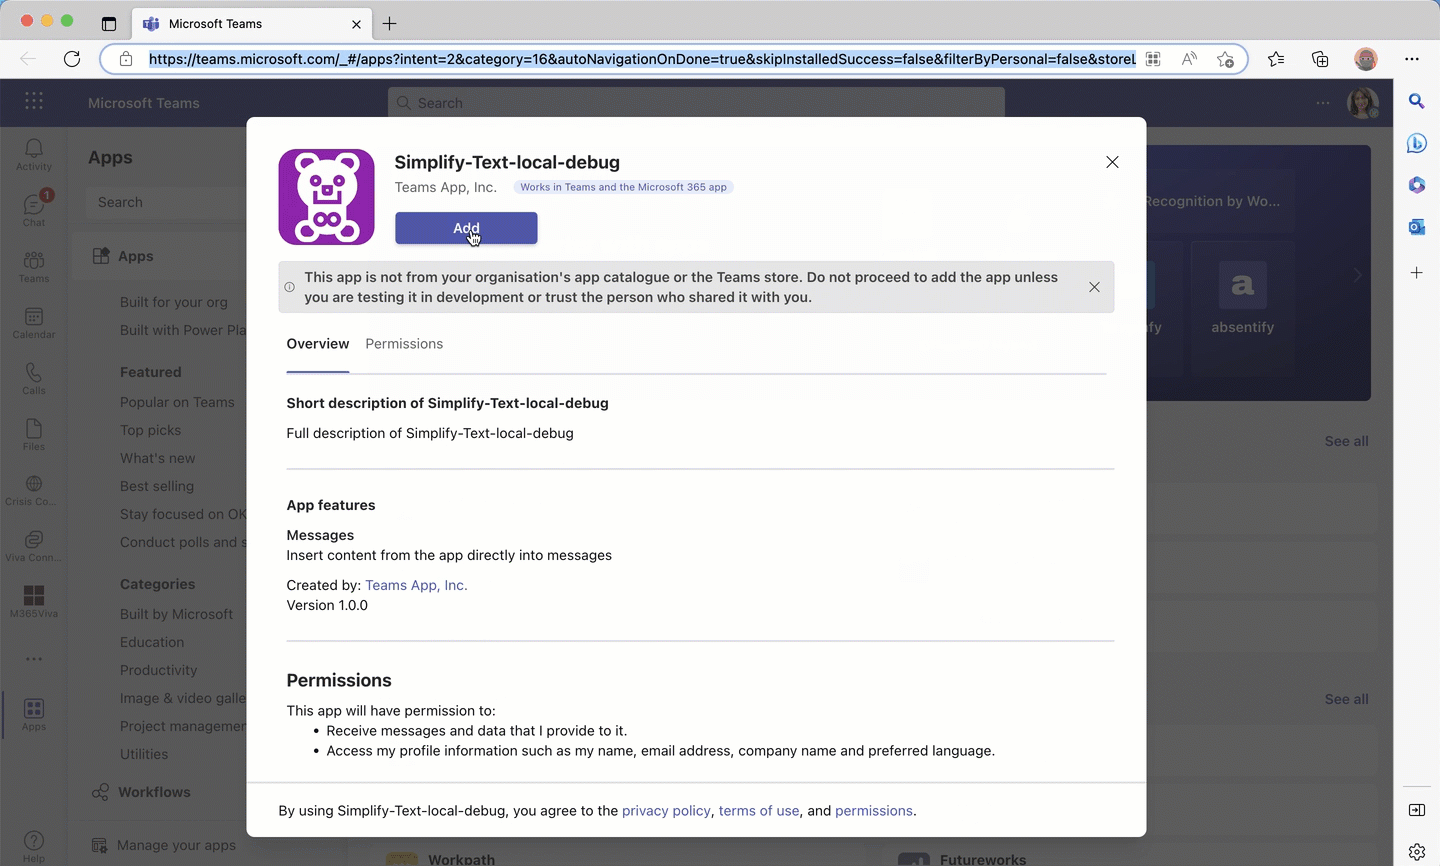 Microsoft Teams
https://teams.microsoft.com/_#/apps?intent=2&category=16&autoNavigationOnDone=true&skipInstalledSuccess=false&filterByPersonal=false&storeL
Microsoft Teams
Search
Activity
1
Chat
Teams
Calendar
Calls
Files
Crisis Co...
Viva Conn...
M365Viva
Apps
Help
Apps
Search
Apps
Built for your org
Built with Power Pla
Featured
Popular on Teams
Top picks
What's new
Best selling
Stay focused on OK
Conduct polls and s
Categories
Built by Microsoft
Education
Productivity
Image & video galle
Project managemer
Utilities
Workflows
Manage your apps
Simplify-Text-local-debug
Teams App, Inc.
Works in Teams and the Microsoft 365 app
Add
This app is not from your organisation's app catalogue or the Teams store. Do not proceed to add the app unless
you are testing it in development or trust the person who shared it with you.
Overview
Permissions
Short description of Simplify-Text-local-debug
Full description of Simplify-Text-local-debug
App features
Messages
Insert content from the app directly into messages
Created by: Teams App, Inc.
Version 1.0.0
Permissions
This app will have permission to:
• Receive messages and data that I provide to it.
• Access my profile information such as my name, email address, company name and preferred language.
By using Simplify-Text-local-debug, you agree to the privacy policy, terms of use, and permissions.
Recognition by Wo...
a
absentify
See all
See all
Workpath
Futureworks